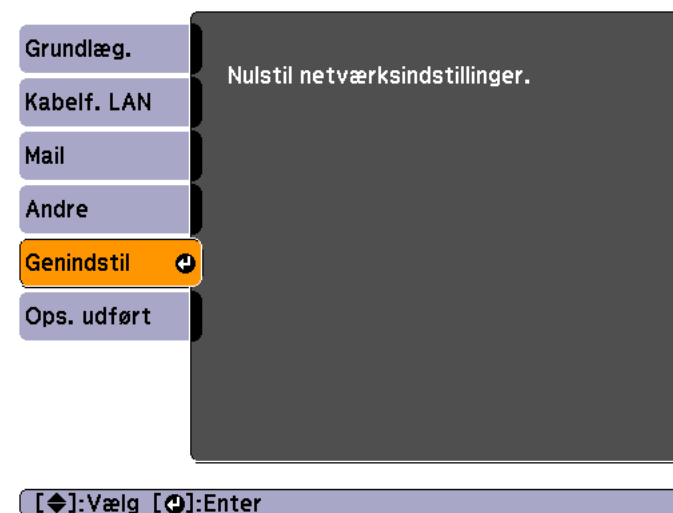 Grundlæg.
Nulstil netværksindstillinger.
Kabelf. LAN
Mail
Andre
Genindstil
Ops. udført
[◆]:Vælg [⏎]:Enter